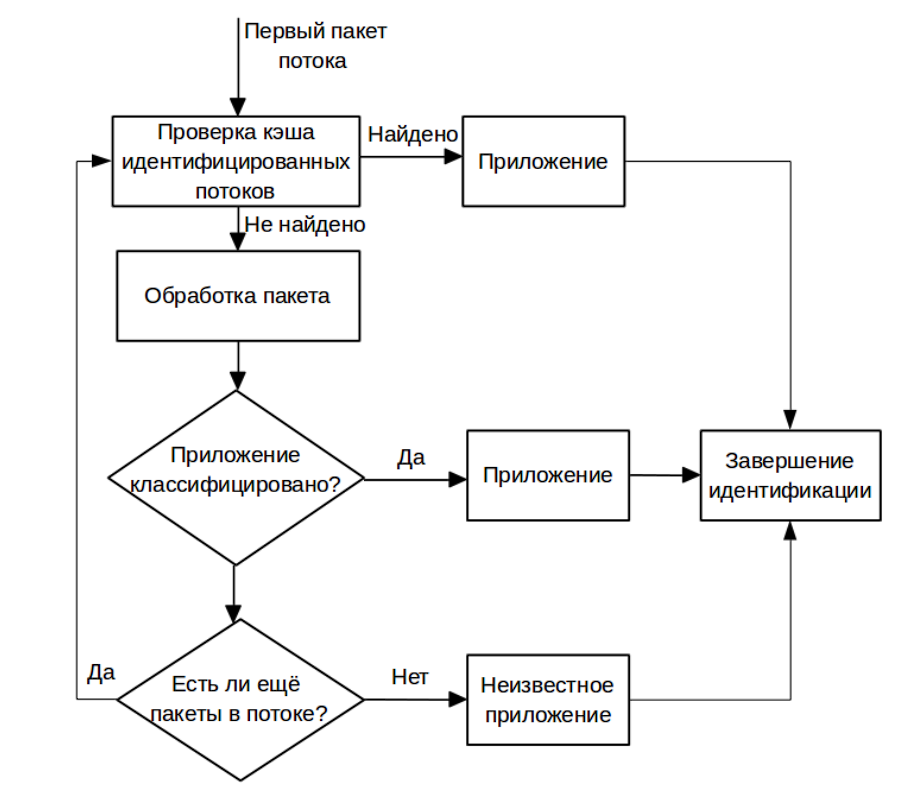 Первый пакет
потока
Проверка кэша
идентифицированных
потоков
Найдено
Приложение
Не найдено
Обработка пакета
Приложение
классифицировано?
Да
Приложение
Завершение
идентификации
Да
Есть ли ещё
пакеты в потоке?
Нет
Неизвестное
приложение